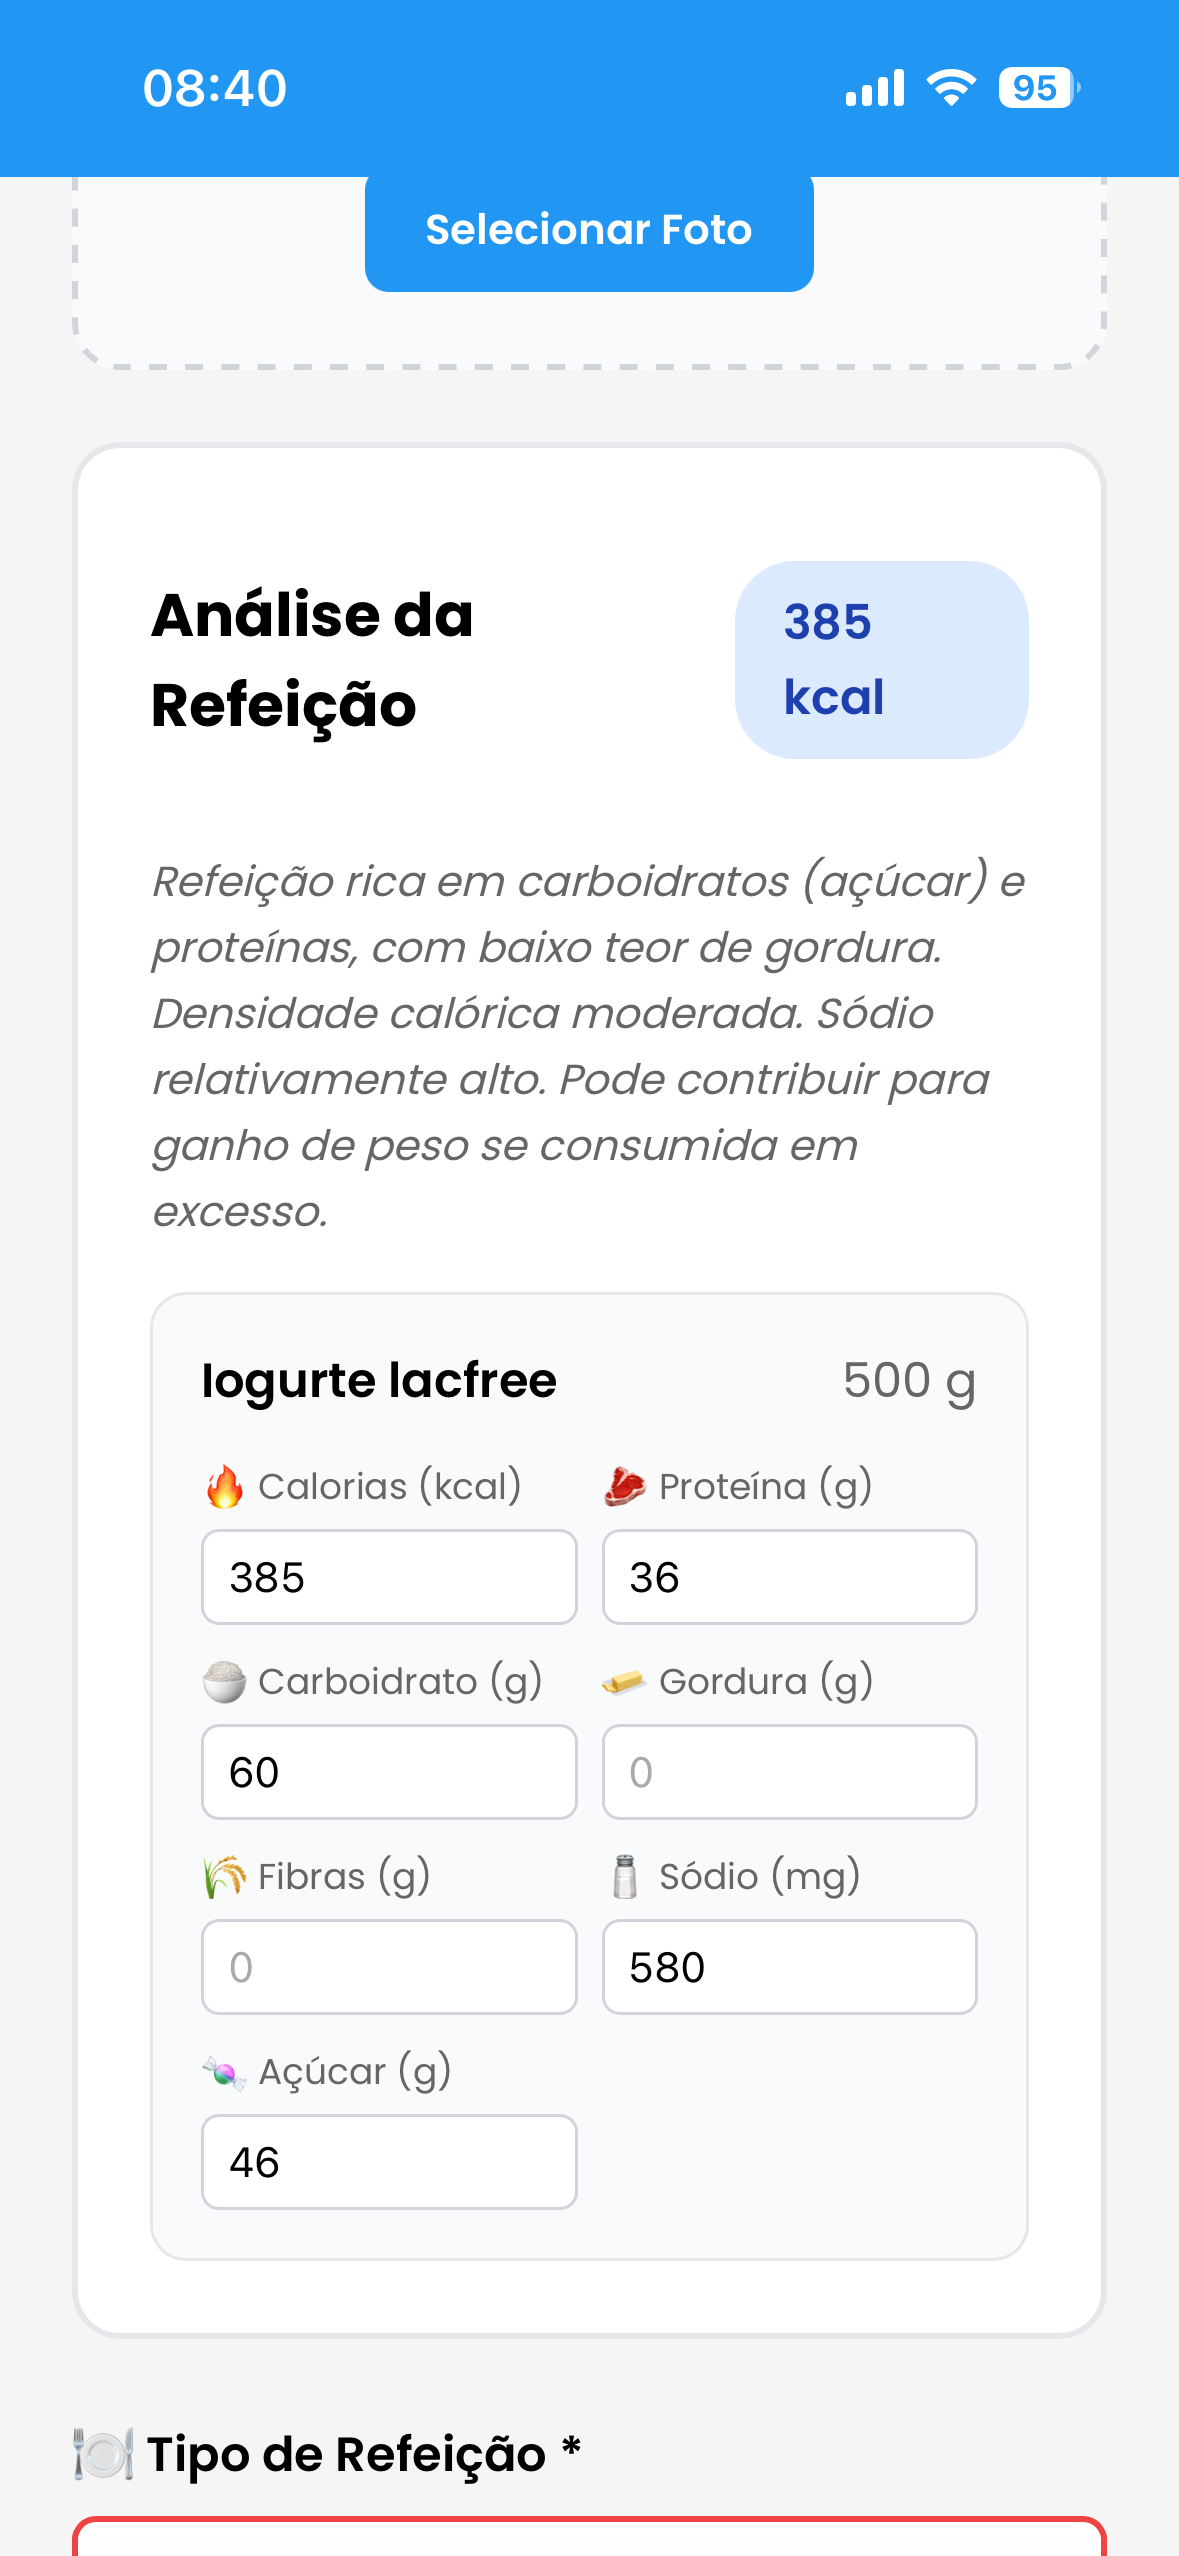 08:40
95
Selecionar Foto
Análise da
Refeição
385
kcal
Refeição rica em carboidratos (açúcar) e
proteínas, com baixo teor de gordura.
Densidade calórica moderada. Sódio
relativamente alto. Pode contribuir para
ganho de peso se consumida em
excesso.
Iogurte lacfree
500 g
Calorias (kcal)
Proteína (g)
385
36
Carboidrato (g)
Gordura (g)
60
0
Fibras (g)
Sódio (mg)
0
580
Açúcar (g)
46
Tipo de Refeição *